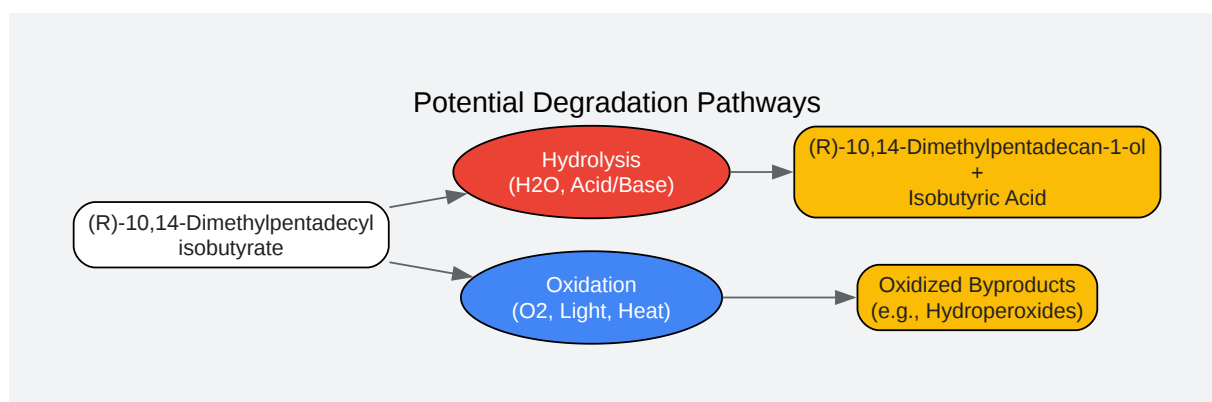 Potential Degradation Pathways
(R)-10,14-Dimethylpentadecyl
isobutyrate
Hydrolysis
(H2O, Acid/Base)
(R)-10,14-Dimethylpentadecan-1-ol
+
Isobutyric Acid
Oxidation
(O2, Light, Heat)
Oxidized Byproducts
(e.g., Hydroperoxides)